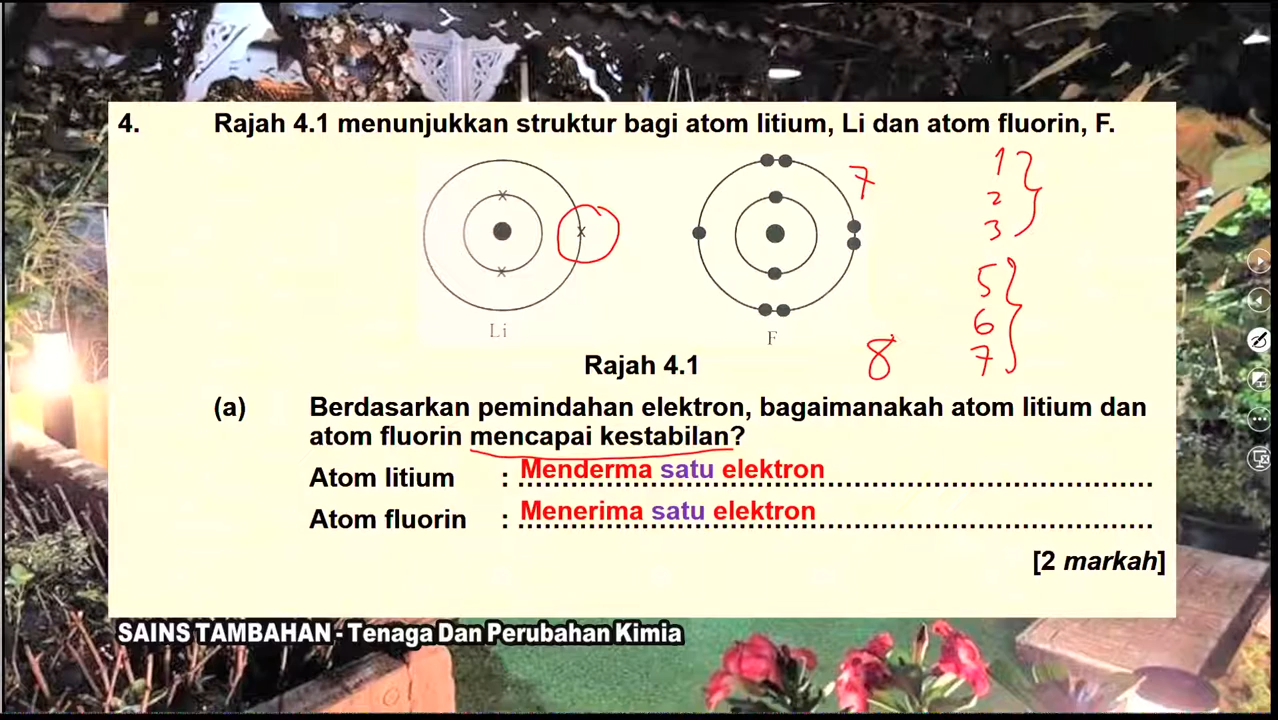 4. Rajah 4.1 menunjukkan struktur bagi atom litium, Li dan atom fluorin, F.
7
1
2
3
5
6
7
8
Li
F
Rajah 4.1
(a) Berdasarkan pemindahan elektron, bagaimanakah atom litium dan
atom fluorin mencapai kestabilan?
Atom litium : Menderma satu elektron
Atom fluorin : Menerima satu elektron
[2 markah]
SAINS TAMBAHAN - Tenaga Dan Perubahan Kimia